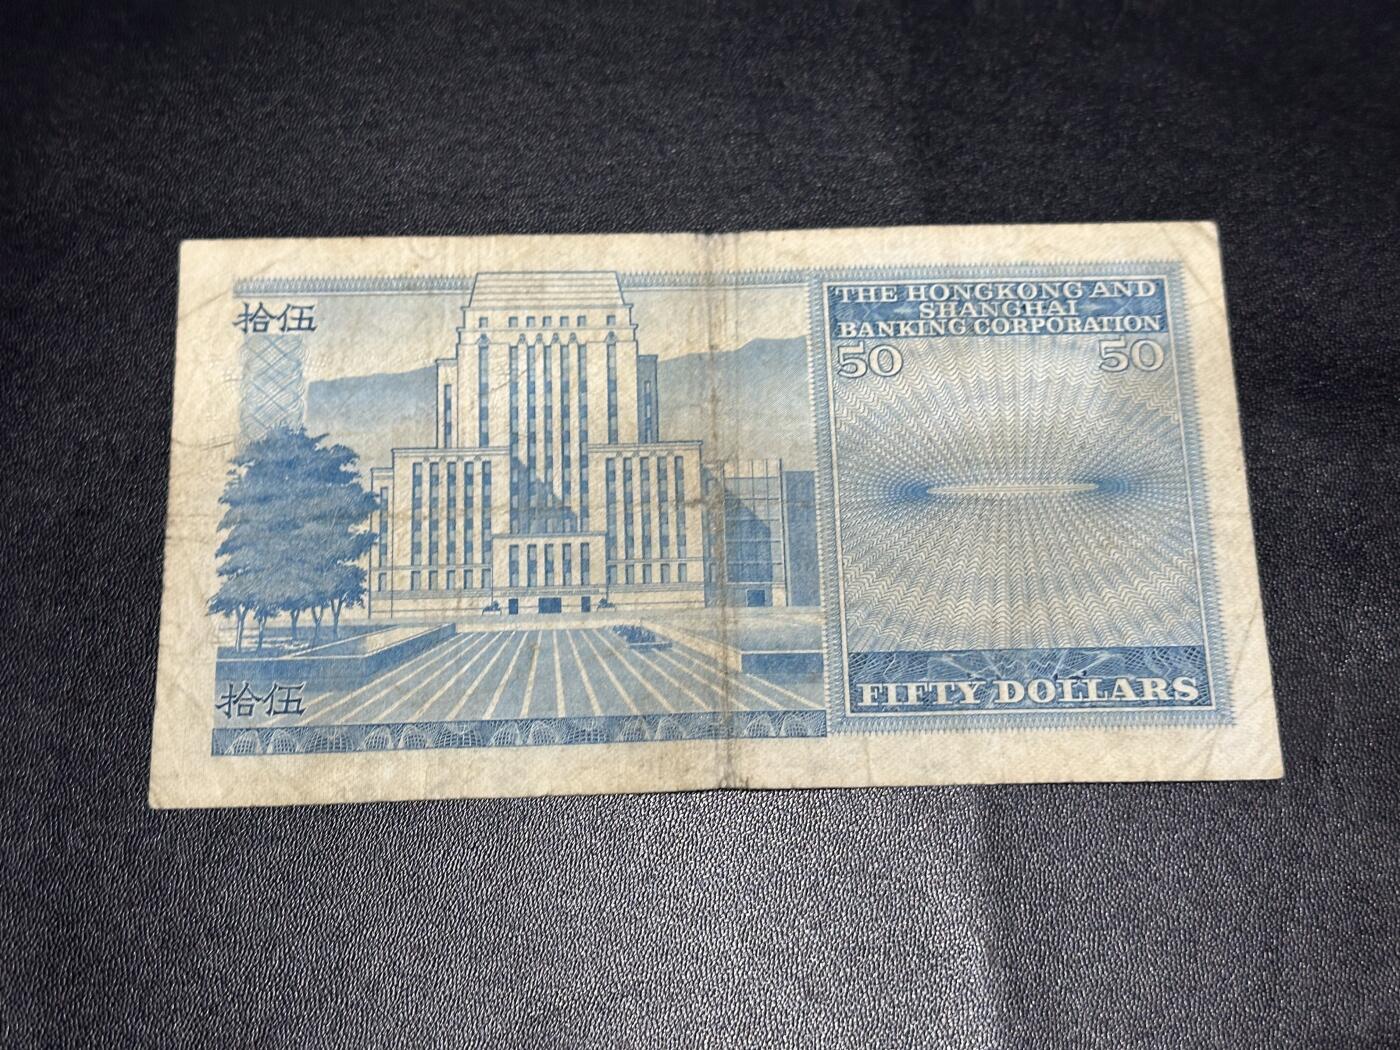 拾伍
THE HONGKONG AND
SHANGHAI
BANKING CORPORATION
50 50
拾伍
FIFTY DOLLARS